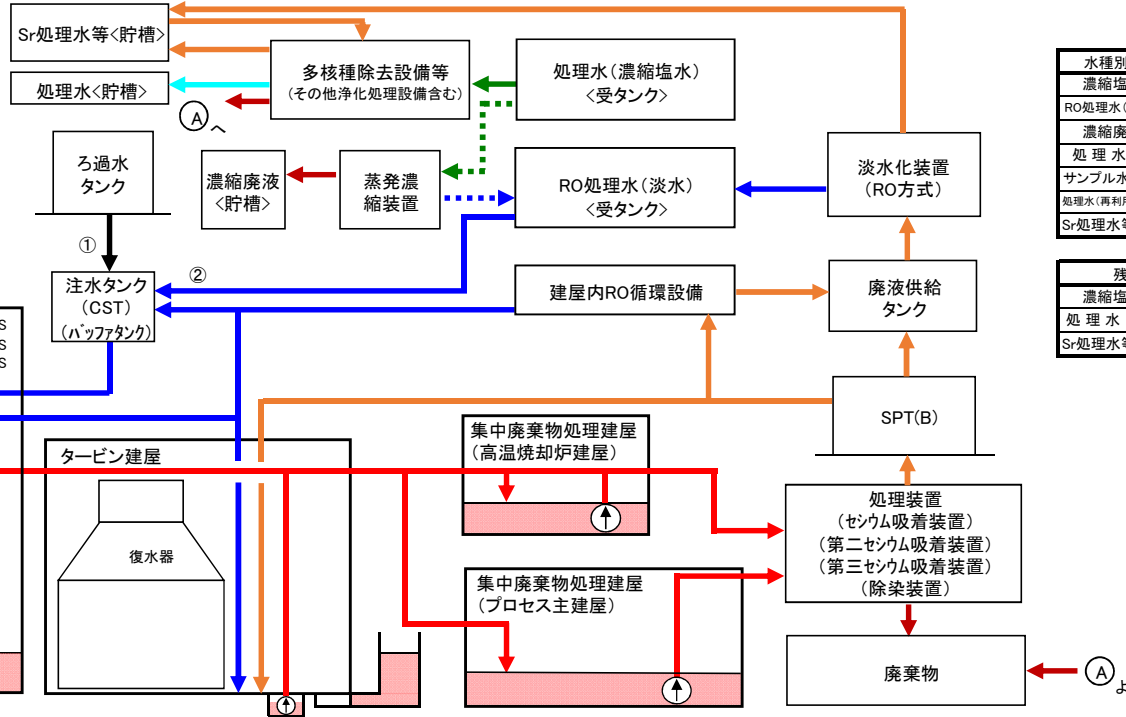 Sr処理水等<貯槽>
処理水<貯槽>
多核種除去設備等
(その他浄化処理設備含む)
A
へ
処理水(濃縮塩水)
<受タンク>
ろ過水
タンク
濃縮廃液
<貯槽>
蒸発濃
縮装置
RO処理水(淡水)
<受タンク>
淡水化装置
(RO方式)
①
②
注水タンク
(CST)
(バッファタンク)
建屋内RO循環設備
廃液供給
タンク
SPT(B)
S
S
S
タービン建屋
復水器
集中廃棄物処理建屋
(高温焼却炉建屋)
集中廃棄物処理建屋
(プロセス主建屋)
処理装置
(セシウム吸着装置)
(第二セシウム吸着装置)
(第三セシウム吸着装置)
(除染装置)
廃棄物
A
よ
水種別
濃縮塩
RO処理水(
濃縮廃
処 理 水
サンプル水
処理水(再利用
Sr処理水等
残
濃縮塩
処 理 水
Sr処理水等